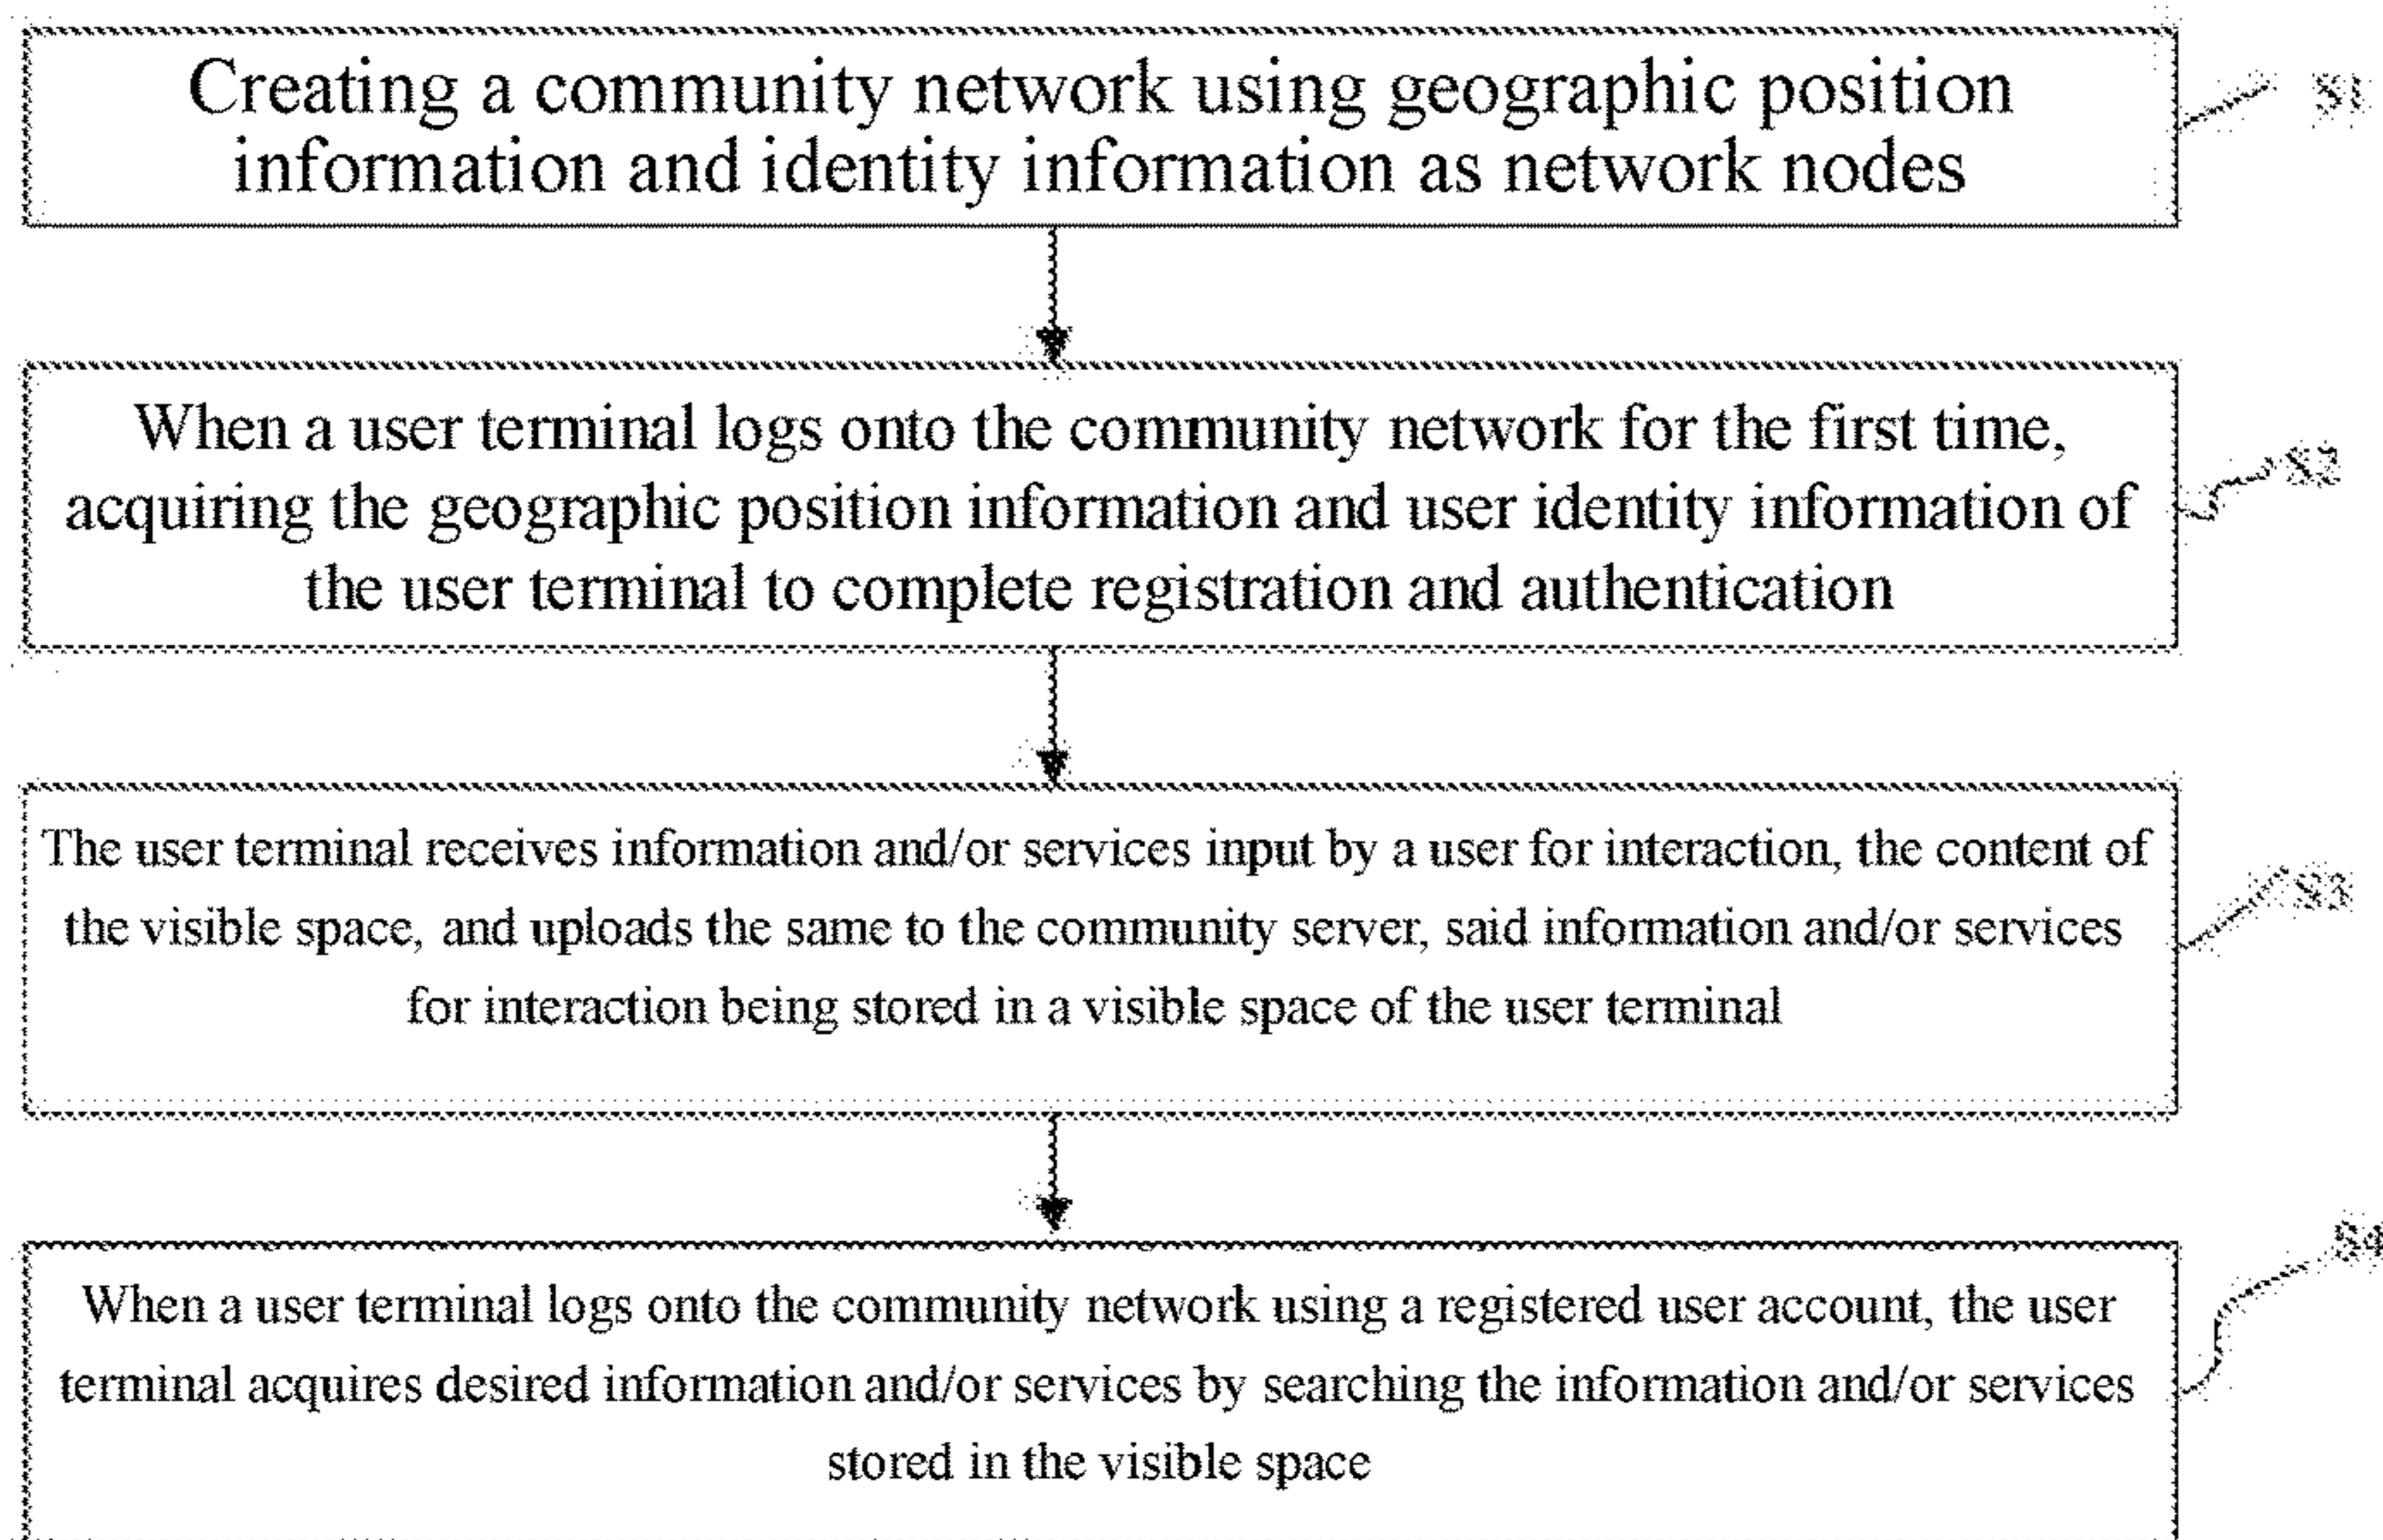 Creating a community network using geographic position
information and identity information as network nodes
S1
When a user terminal logs onto the community network for the first time,
acquiring the geographic position information and user identity information of
the user terminal to complete registration and authentication
S2
The user terminal receives information and/or services input by a user for interaction, the content of
the visible space, and uploads the same to the community server, said information and/or services
for interaction being stored in a visible space of the user terminal
S3
When a user terminal logs onto the community network using a registered user account, the user
terminal acquires desired information and/or services by searching the information and/or services
stored in the visible space
S4